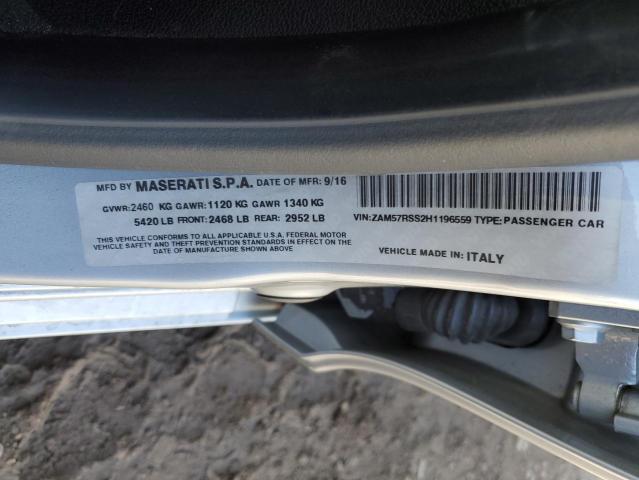 MFD BY MASERATI S.P.A. DATE OF MFR: 9/16
GVWR:2460 KG GAWR:1120 KG GAWR 1340 KG
5420 LB FRONT:2468 LB REAR: 2952 LB
THIS VEHICLE CONFORMS TO ALL APPLICABLE U.S.A. FEDERAL MOTOR
VEHICLE SAFETY AND THEFT PREVENTION STANDARDS IN EFFECT ON THE
DATE OF MANUFACTURE SHOWN ABOVE
VIN:ZAM57RSS2H1196559 TYPE:PASSENGER CAR
VEHICLE MADE IN: ITALY